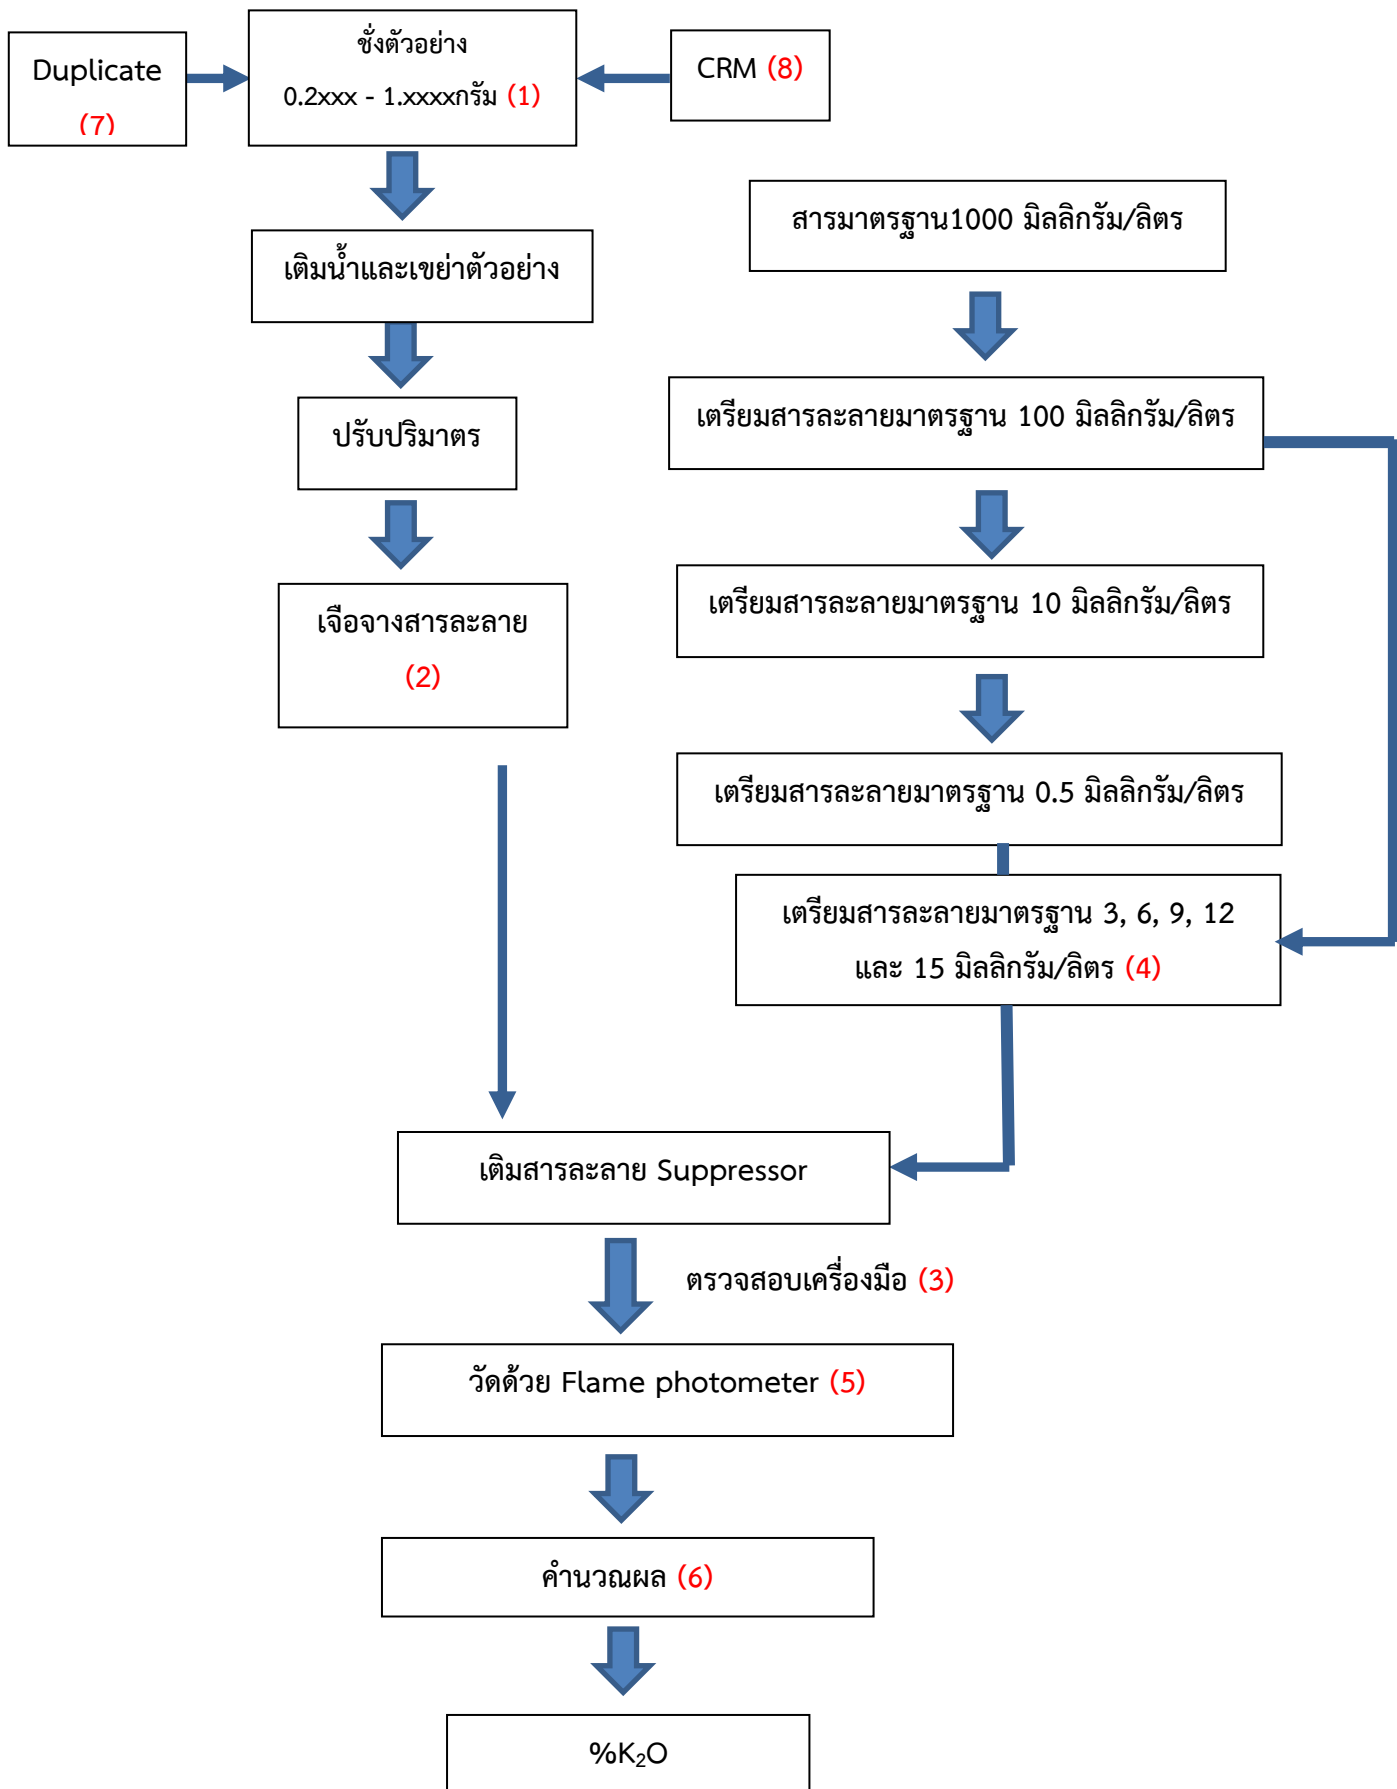 Duplicate
(7)
ชั่งตัวอย่าง
0.2xxx - 1.xxxxกรัม (1)
CRM (8)
เติมน้ำและเขย่าตัวอย่าง
ปรับปริมาตร
เจือจางสารละลาย
(2)
สารมาตรฐาน1000 มิลลิกรัม/ลิตร
เตรียมสารละลายมาตรฐาน 100 มิลลิกรัม/ลิตร
เตรียมสารละลายมาตรฐาน 10 มิลลิกรัม/ลิตร
เตรียมสารละลายมาตรฐาน 0.5 มิลลิกรัม/ลิตร
เตรียมสารละลายมาตรฐาน 3, 6, 9, 12
และ 15 มิลลิกรัม/ลิตร (4)
เติมสารละลาย Suppressor
ตรวจสอบเครื่องมือ (3)
วัดด้วย Flame photometer (5)
คำนวณผล (6)
%K₂O